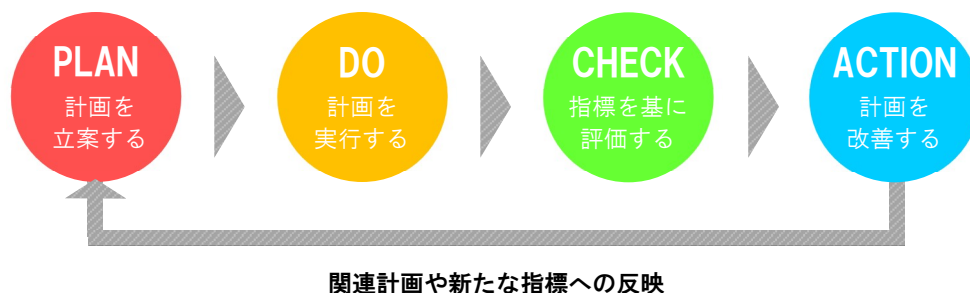 PLAN
計画を
立案する
DO
計画を
実行する
CHECK
指標を基に
評価する
ACTION
計画を
改善する
関連計画や新たな指標への反映